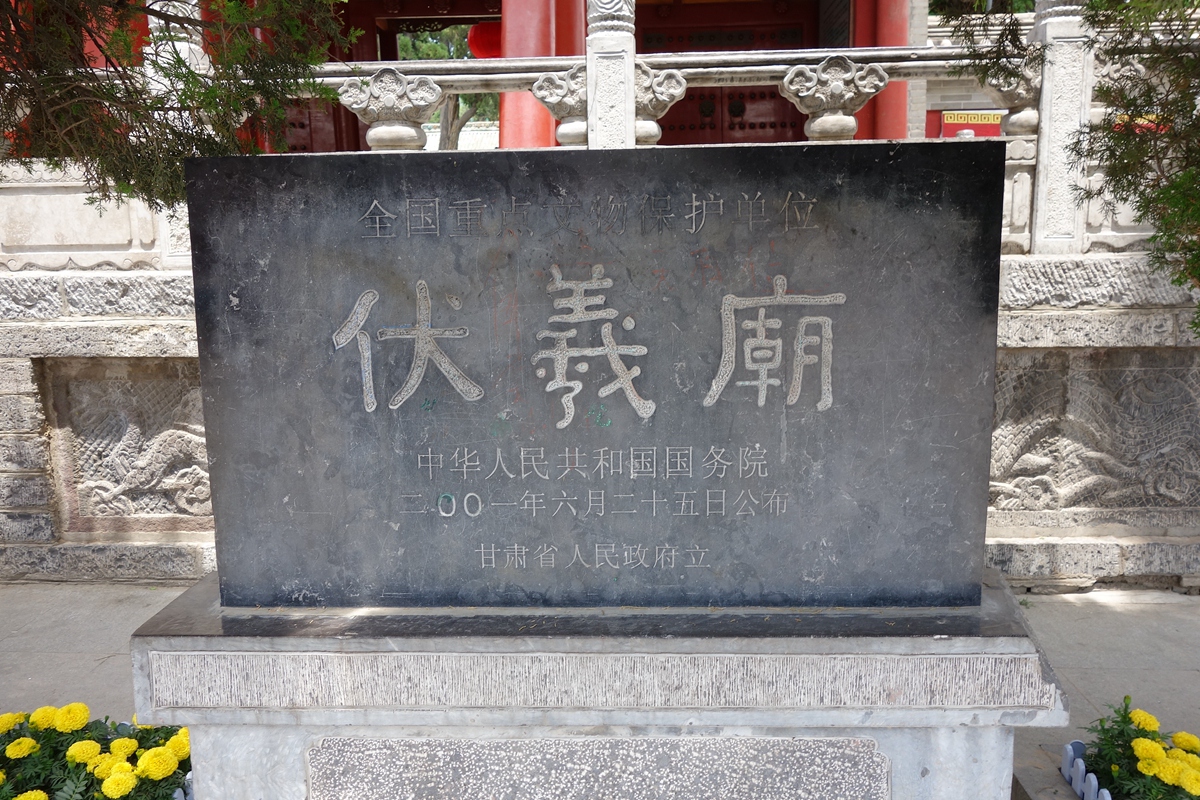 全国重点文物保护单位
伏羲廟
中华人民共和国国务院
二00一年六月二十五日公布
甘肃省人民政府立